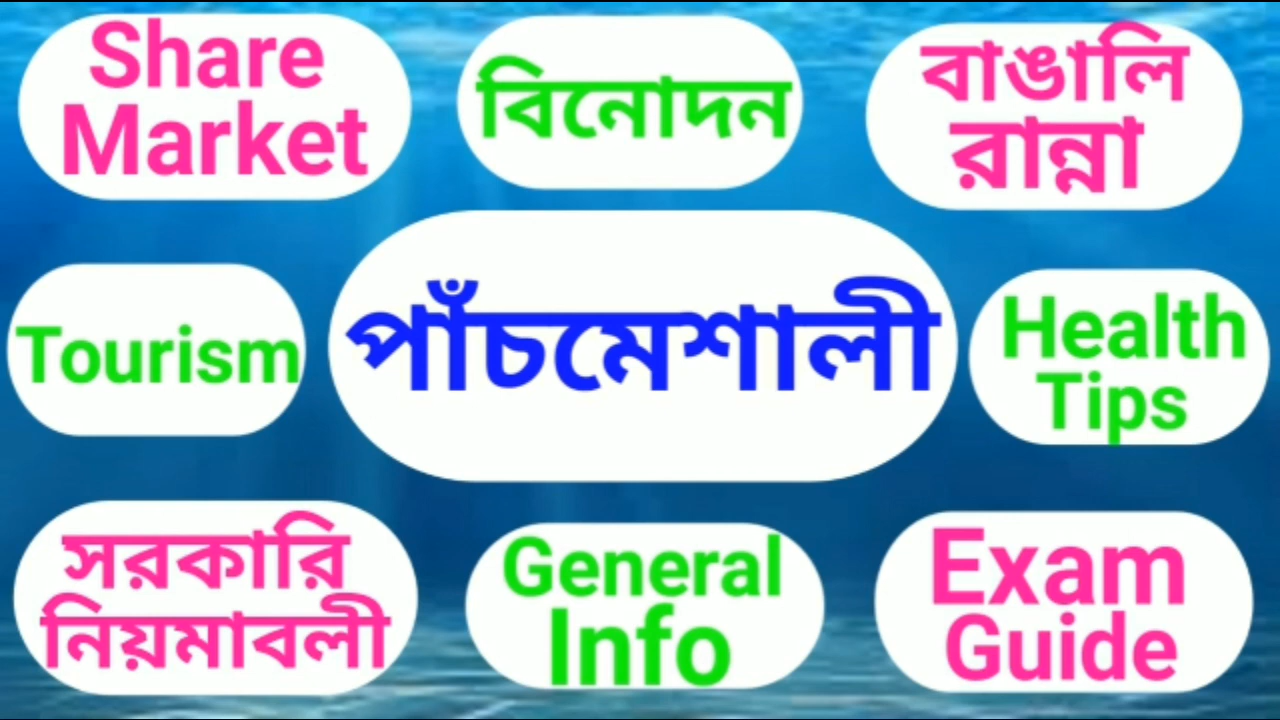 Share
Market
বিনোদন
বাঙালি
রান্না
Tourism
পাঁচমেশালী
Health
Tips
সরকারি
নিয়মাবলী
General
Info
Exam
Guide